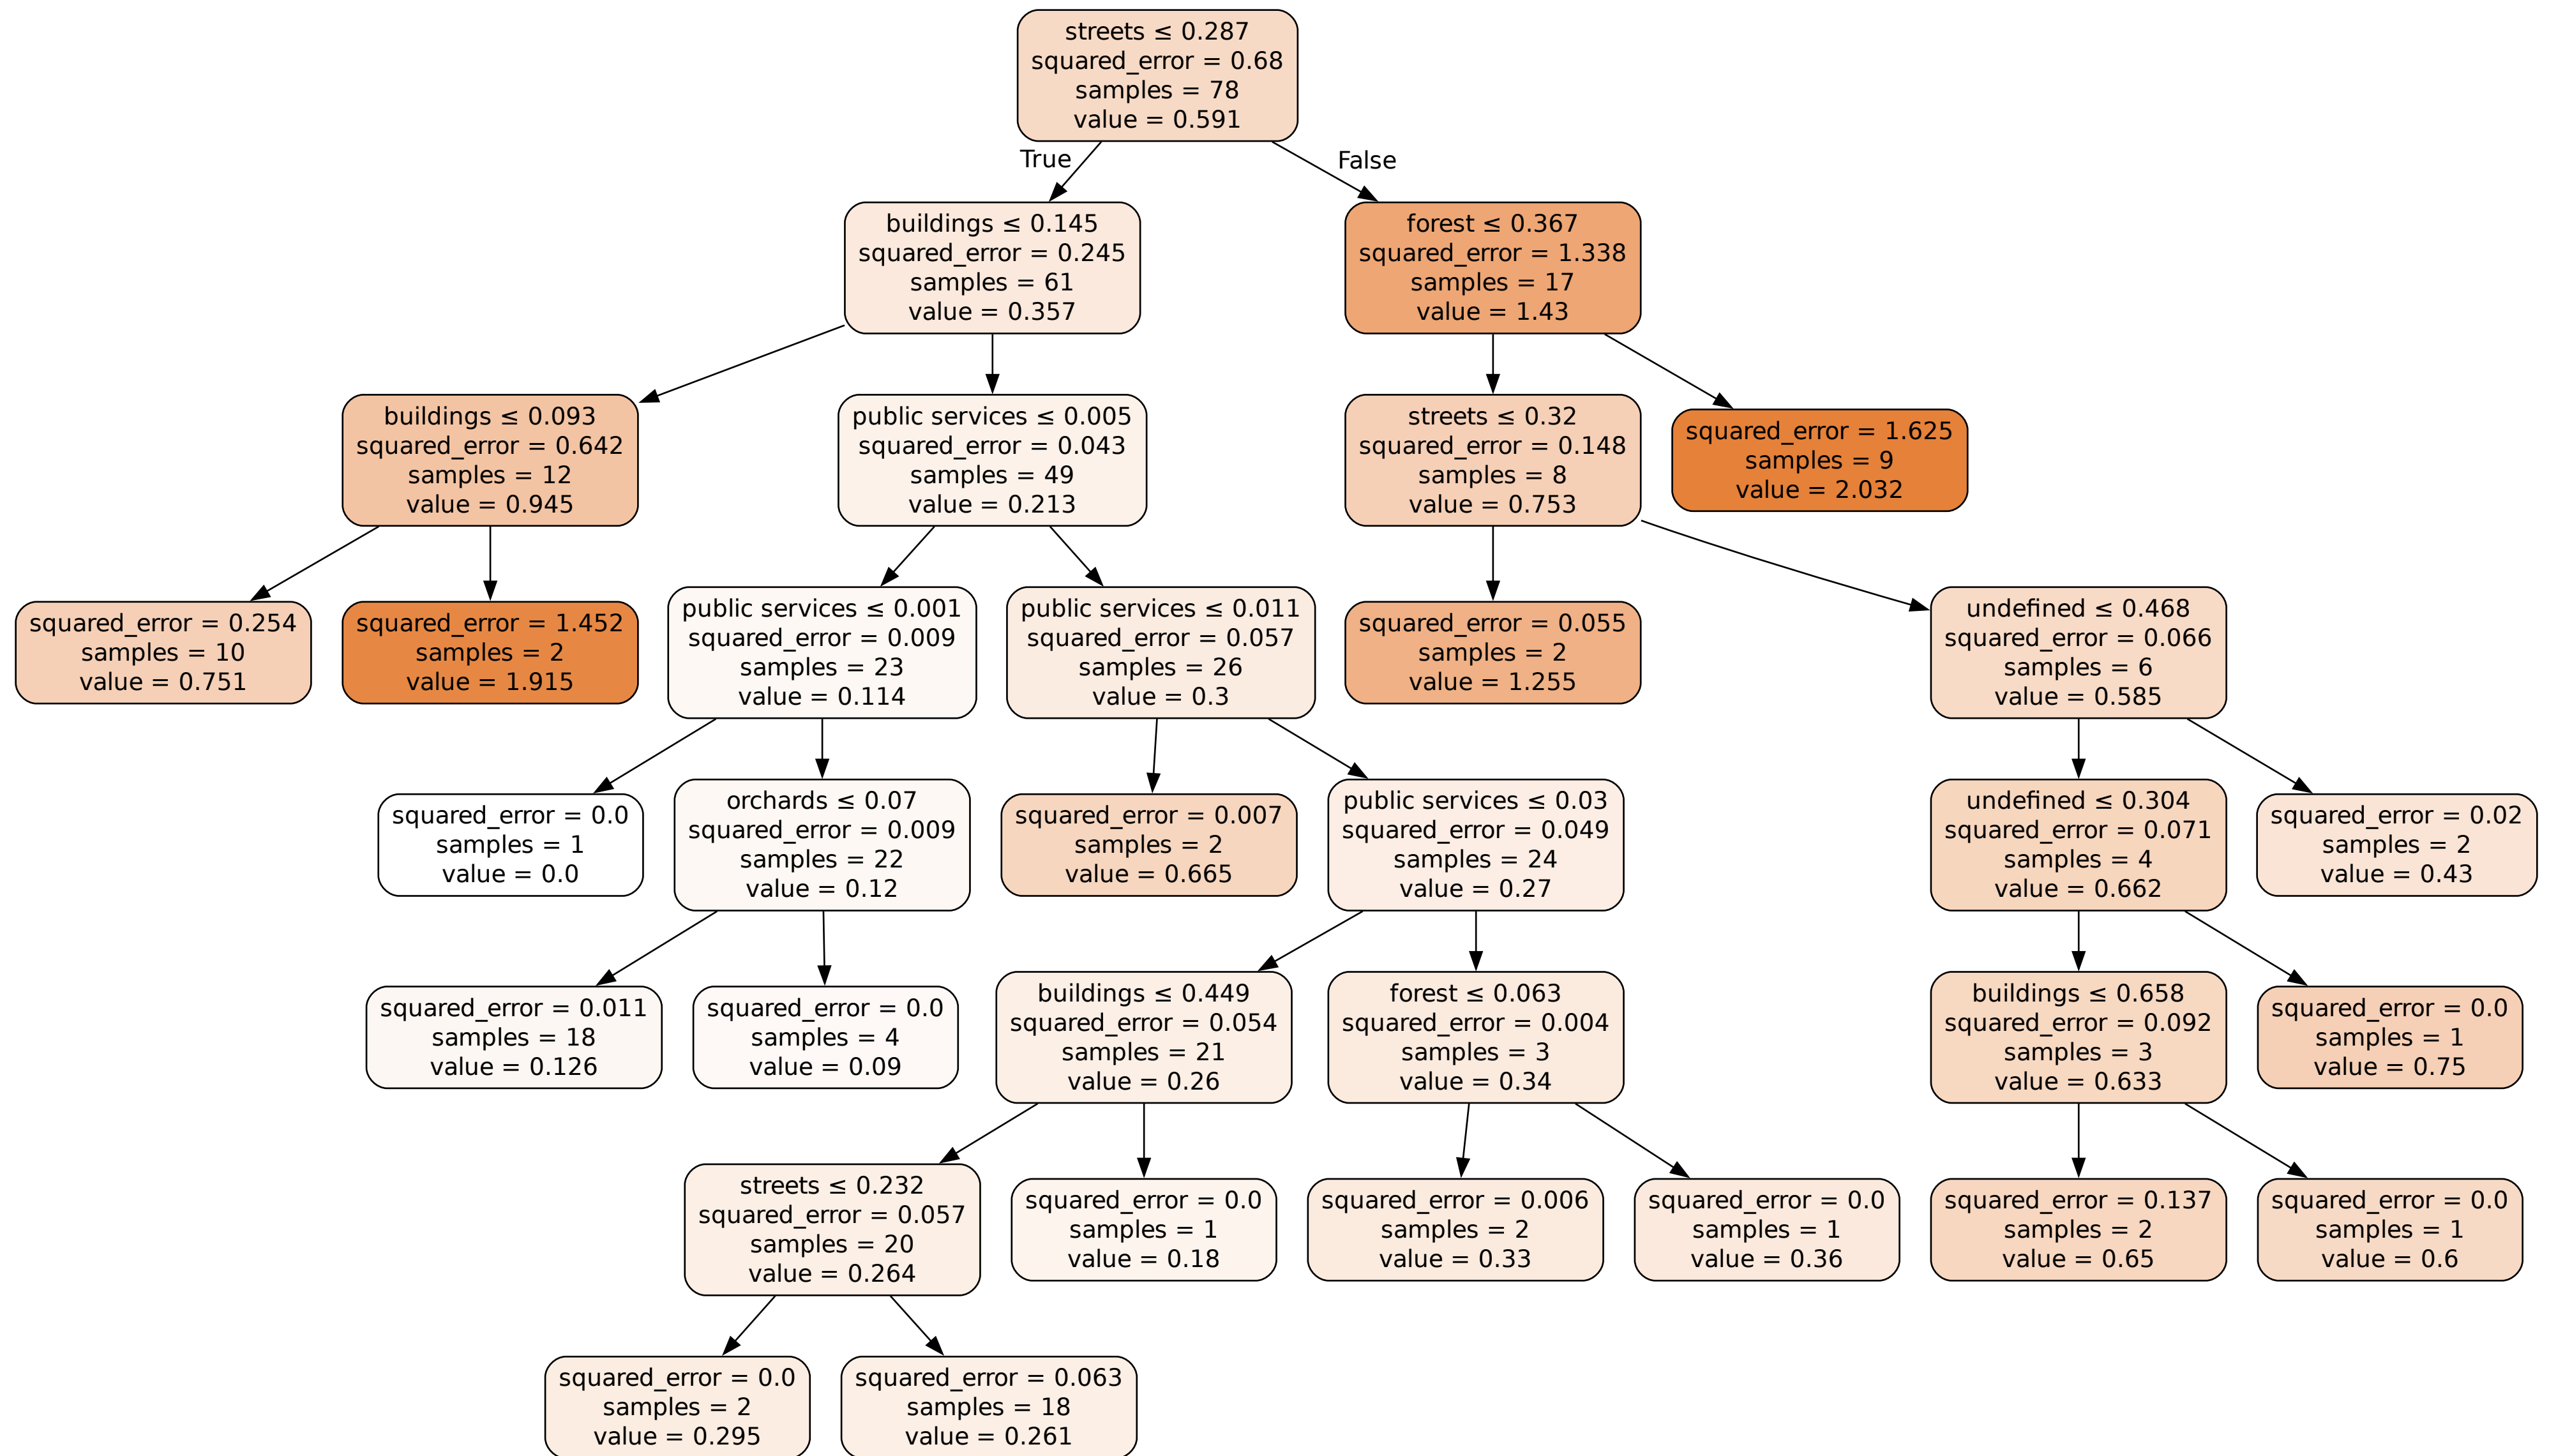 streets ≤ 0.287
squared_error = 0.68
samples = 78
value = 0.591
True
False
buildings ≤ 0.145
squared_error = 0.245
samples = 61
value = 0.357
forest ≤ 0.367
squared_error = 1.338
samples = 17
value = 1.43
buildings ≤ 0.093
squared_error = 0.642
samples = 12
value = 0.945
public services ≤ 0.005
squared_error = 0.043
samples = 49
value = 0.213
streets ≤ 0.32
squared_error = 0.148
samples = 8
value = 0.753
squared_error = 1.625
samples = 9
value = 2.032
squared_error = 0.254
samples = 10
value = 0.751
squared_error = 1.452
samples = 2
value = 1.915
public services ≤ 0.001
squared_error = 0.009
samples = 23
value = 0.114
public services ≤ 0.011
squared_error = 0.057
samples = 26
value = 0.3
squared_error = 0.055
samples = 2
value = 1.255
undefined ≤ 0.468
squared_error = 0.066
samples = 6
value = 0.585
squared_error = 0.0
samples = 1
value = 0.0
orchards ≤ 0.07
squared_error = 0.009
samples = 22
value = 0.12
squared_error = 0.007
samples = 2
value = 0.665
public services ≤ 0.03
squared_error = 0.049
samples = 24
value = 0.27
undefined ≤ 0.304
squared_error = 0.071
samples = 4
value = 0.662
squared_error = 0.02
samples = 2
value = 0.43
squared_error = 0.011
samples = 18
value = 0.126
squared_error = 0.0
samples = 4
value = 0.09
buildings ≤ 0.449
squared_error = 0.054
samples = 21
value = 0.26
forest ≤ 0.063
squared_error = 0.004
samples = 3
value = 0.34
buildings ≤ 0.658
squared_error = 0.092
samples = 3
value = 0.633
squared_error = 0.0
samples = 1
value = 0.75
streets ≤ 0.232
squared_error = 0.057
samples = 20
value = 0.264
squared_error = 0.0
samples = 1
value = 0.18
squared_error = 0.006
samples = 2
value = 0.33
squared_error = 0.0
samples = 1
value = 0.36
squared_error = 0.137
samples = 2
value = 0.65
squared_error = 0.0
samples = 1
value = 0.6
squared_error = 0.0
samples = 2
value = 0.295
squared_error = 0.063
samples = 18
value = 0.261